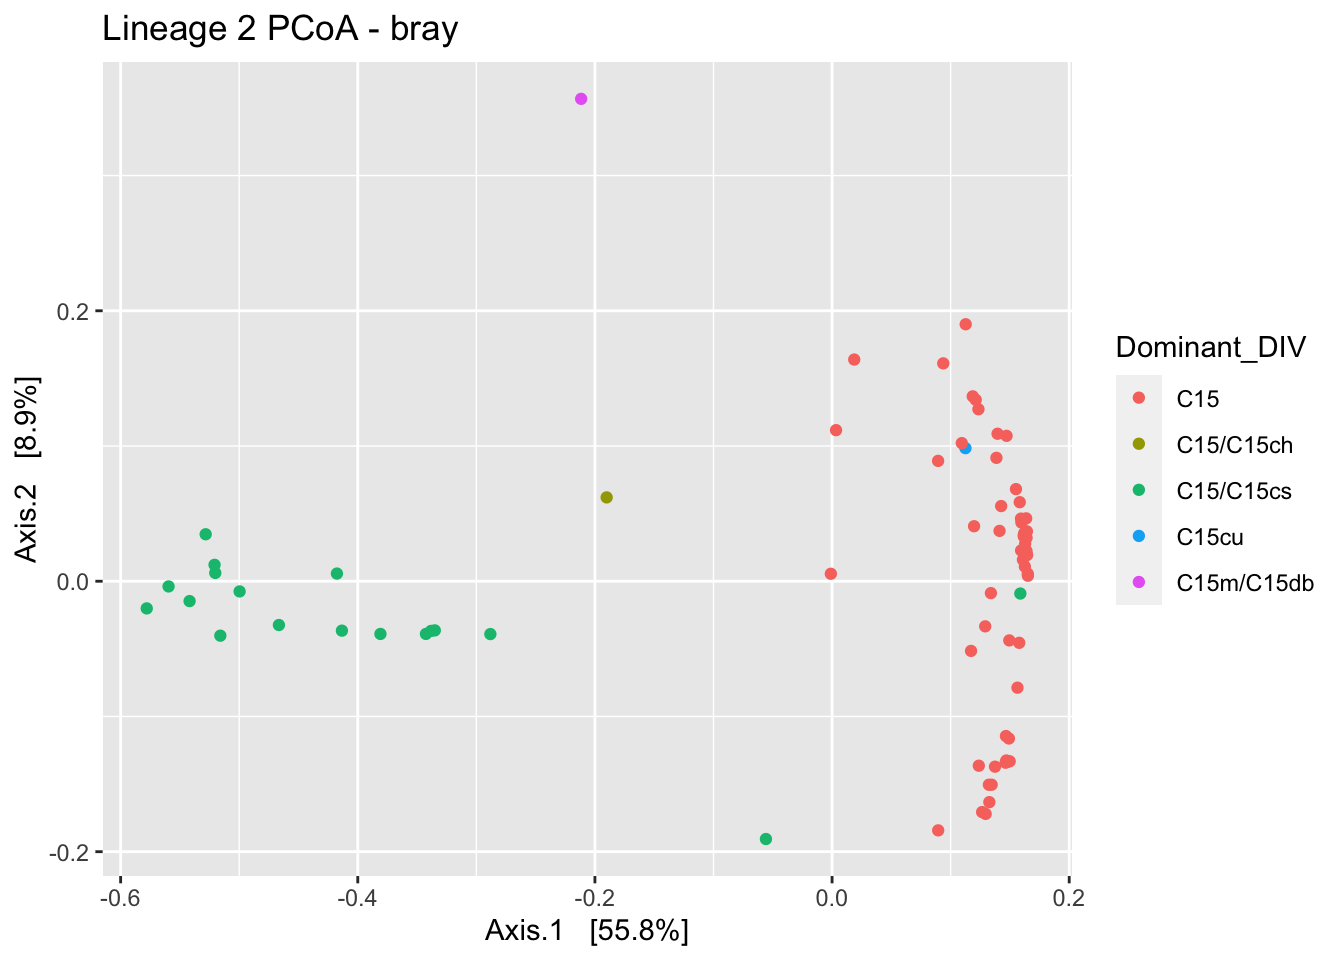 Lineage 2 PCoA - bray
Axis.2 [8.9%]
0.2
0.0
-0.2
-0.6
-0.4
-0.2
0.0
0.2
Axis.1 [55.8%]
Dominant_DIV
C15
C15/C15ch
C15/C15cs
C15cu
C15m/C15db